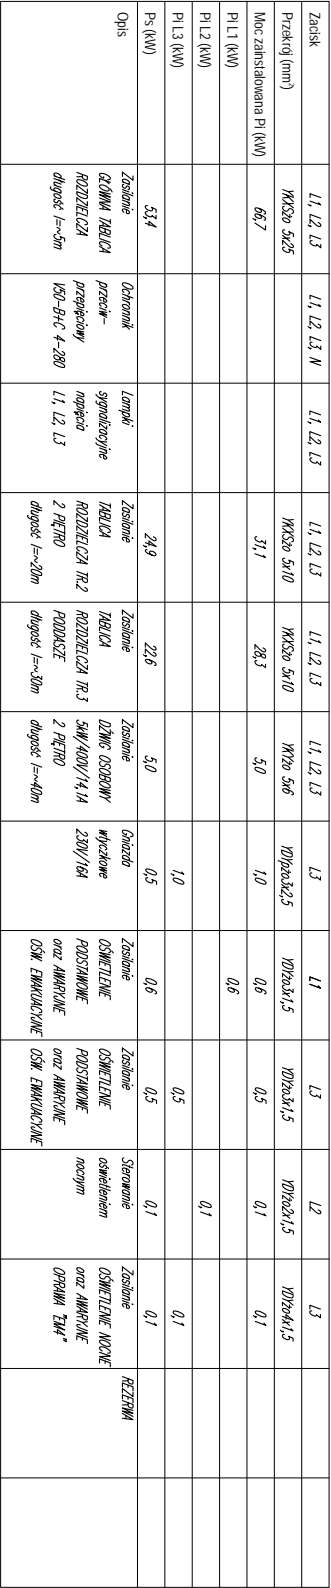 Zacisk L1, L2, L3 L1, L2, L3, N L1, L2, L3 L1, L2, L3 L1, L2, L3 L1, L2, L3 L3 L1 L3 L2 L3
Przekrój (mm²) YKXSżo 5x25 YKXSżo 5x10 YKXSżo 5x10 YKYżo 5x6 YDYpżo3x2,5 YDYżo3x1,5 YDYżo3x1,5 YDYżo2x1,5 YDYżo4x1,5
Moc zainstalowana Pi (kW) 66,7 31,1 28,3 5,0 1,0 0,6 0,5 0,1 0,1
Pi L1 (kW) 0,6
Pi L2 (kW) 0,1
Pi L3 (kW) 1,0 0,5 0,1
Ps (kW) 53,4 24,9 22,6 5,0 0,5 0,6 0,5 0,1 0,1
Opis
Zasilanie
GŁÓWNA TABLICA
ROZDZIELCZA
długość l=~5m
Ochronnik
przeciw-
przepięciowy
V50-B+C 4-280
Lampki
sygnalizacyjne
napięcia
L1, L2, L3
Zasilanie
TABLICA
ROZDZIELCZA TR.2
2 PIĘTRO
długość l=~20m
Zasilanie
TABLICA
ROZDZIELCZA TR.3
PODDASZE
długość l=~30m
Zasilanie
DŹWIG OSOBOWY
5kW/400V/14,1A
2 PIĘTRO
długość l=~40m
Gniazda
wtyczkowe
230V/16A
Zasilanie
OŚWIETLENIE
PODSTAWOWE
oraz AWARYJNE
OŚW. EWAKUACYJNE
Zasilanie
OŚWIETLENIE
PODSTAWOWE
oraz AWARYJNE
OŚW. EWAKUACYJNE
Sterowanie
oświetleniem
nocnym
Zasilanie
OŚWIETLENIE NOCNE
oraz AWARYJNE
OPRAWA "EM4"
REZERWA